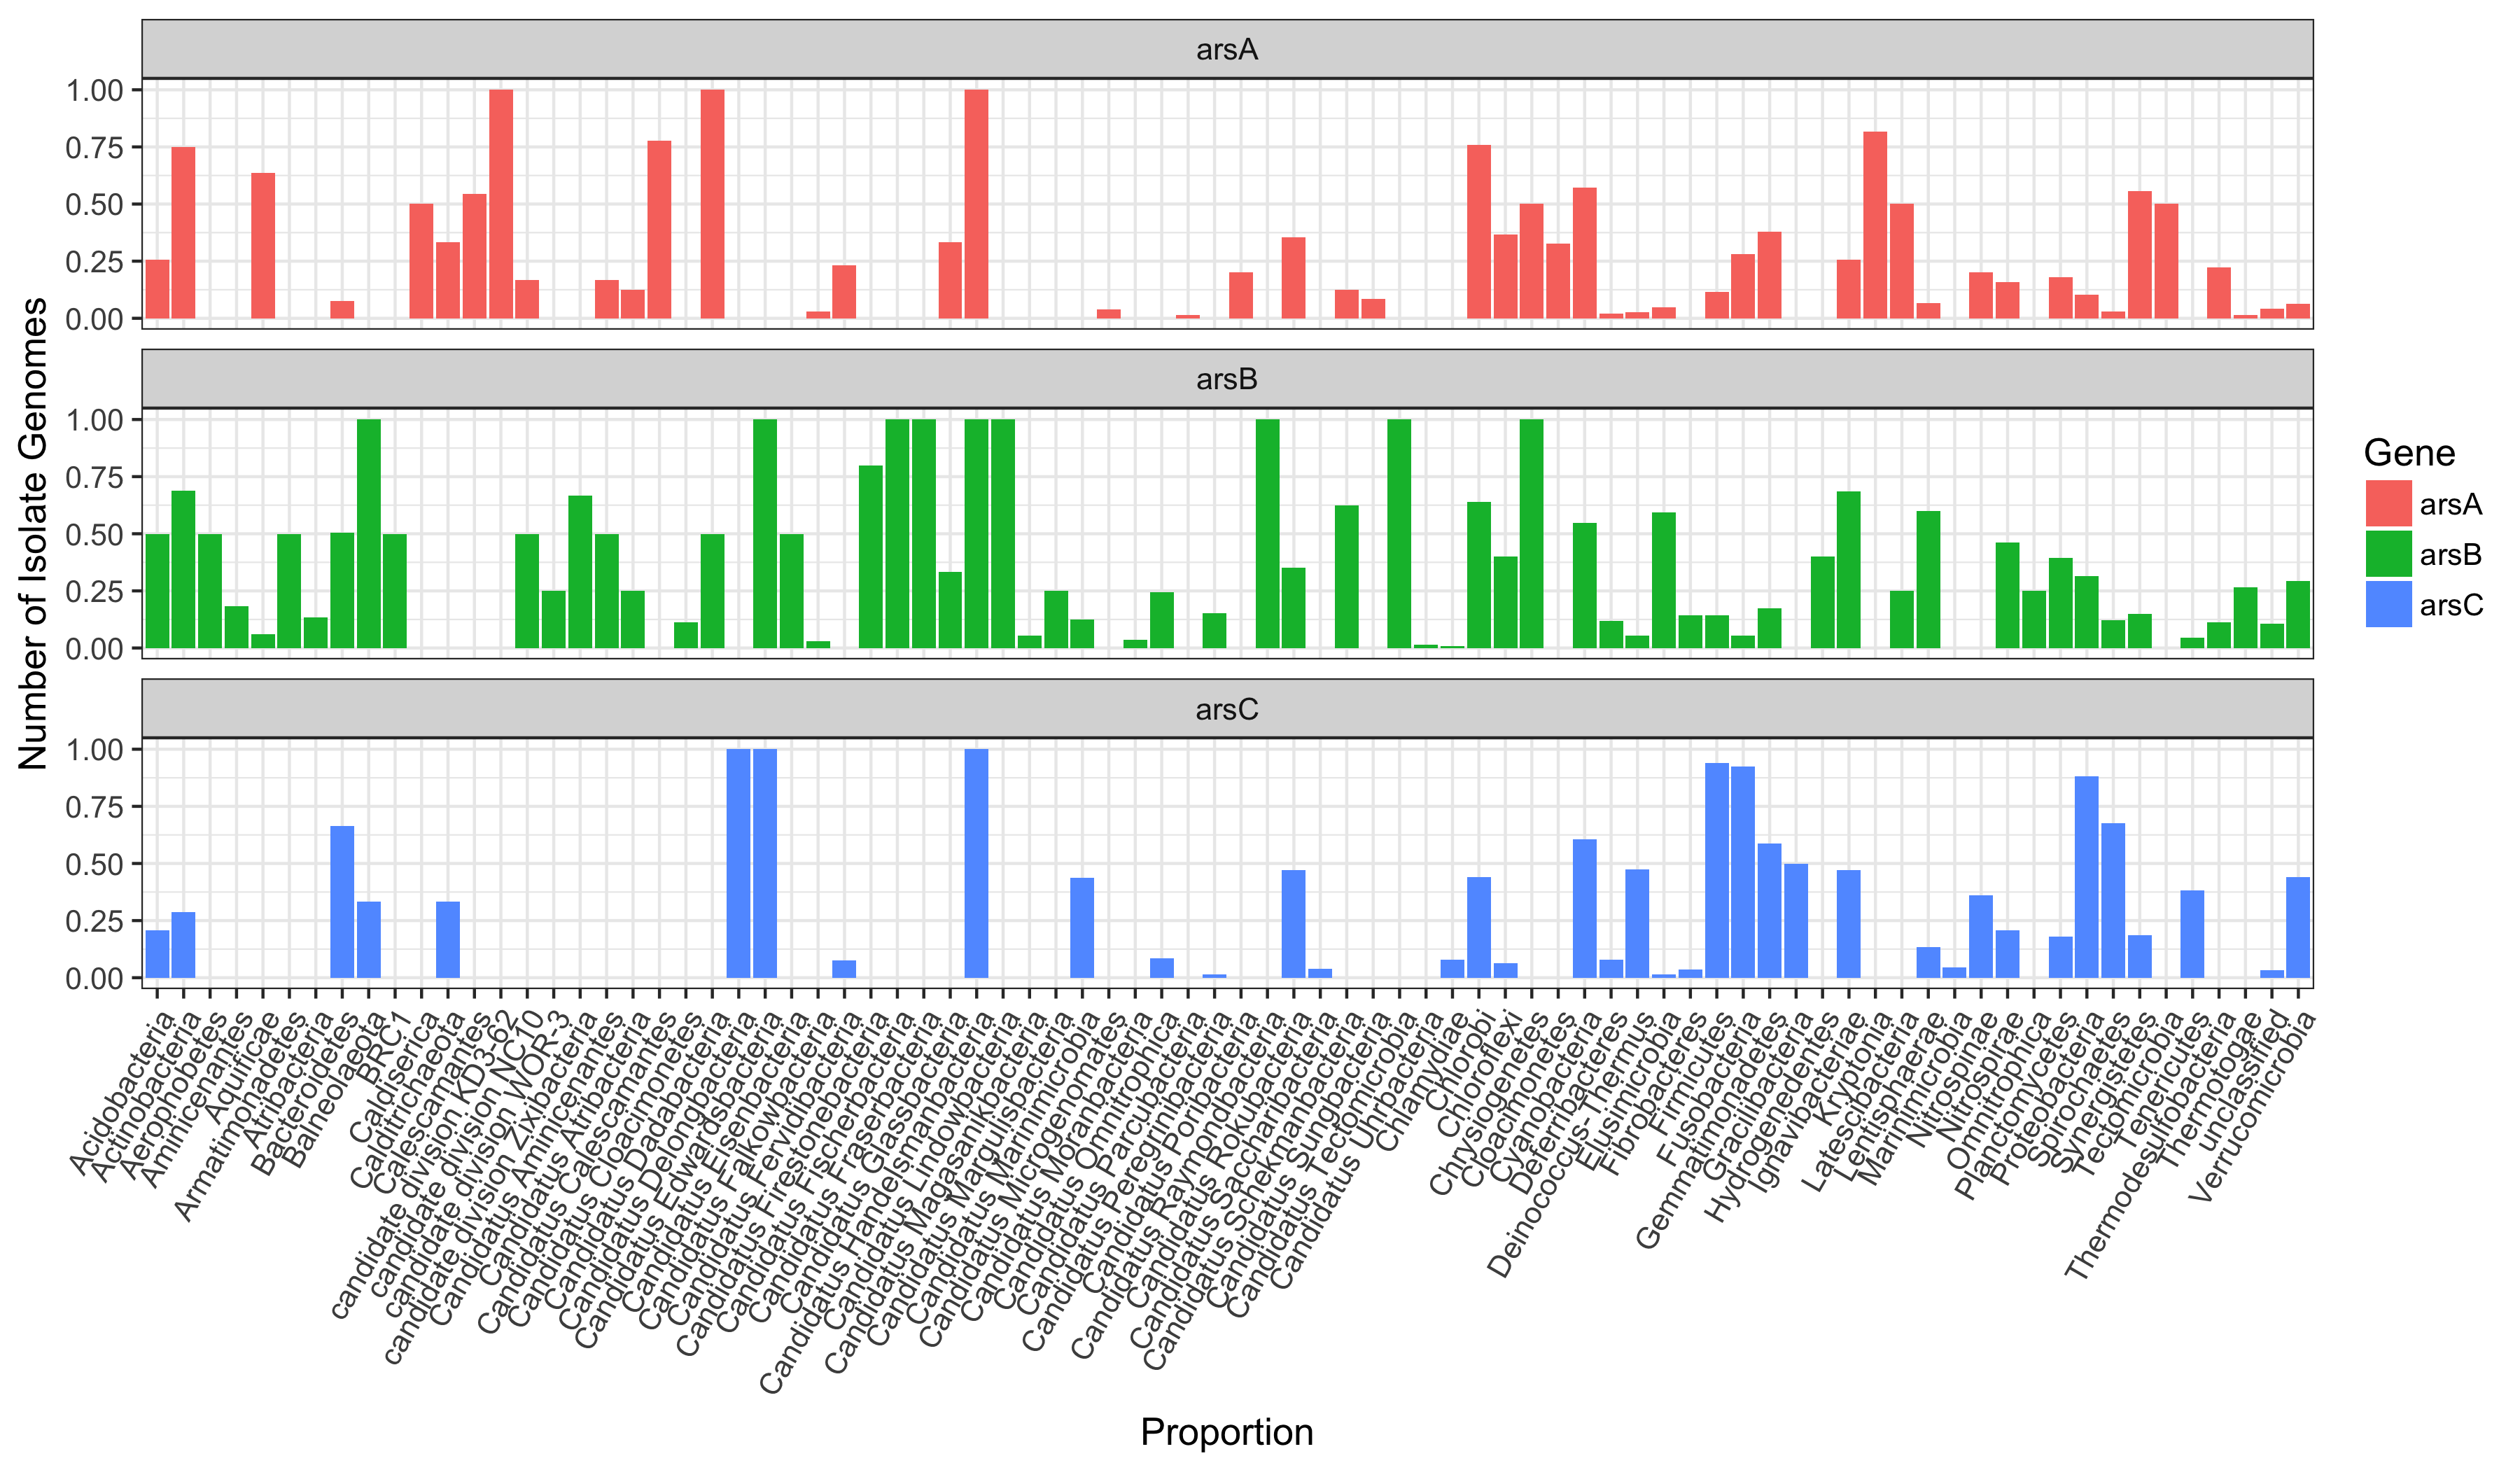 arsA
1.00
0.75
0.50
0.25
0.00
arsB
1.00
0.75
0.50
0.25
0.00
arsC
1.00
0.75
0.50
0.25
0.00
Number of Isolate Genomes
Gene
arsA
arsB
arsC
Acidobacteria
Actinobacteria
Aerophobetes
Aminicenantes
Aquificae
Armatimonadetes
Atribacteria
Bacteroidetes
Balneolaeota
BRC1
Caldiserica
Calditrichaeota
Calescamantes
candidate division KD3-62
candidate division NC10
candidate division WOR-3
candidate division Zixibacteria
Candidatus Aminicenantes
Candidatus Atribacteria
Candidatus Calescamantes
Candidatus Cloacimonetes
Candidatus Dadabacteria
Candidatus Delongbacteria
Candidatus Edwardsbacteria
Candidatus Eisenbacteria
Candidatus Falkowbacteria
Candidatus Fervidibacteria
Candidatus Firestonebacteria
Candidatus Fischerbacteria
Candidatus Fraserbacteria
Candidatus Glassbacteria
Candidatus Handelsmanbacteria
Candidatus Lindowbacteria
Candidatus Magasanikbacteria
Candidatus Margulisbacteria
Candidatus Marinimicrobia
Candidatus Microgenomates
Candidatus Moranbacteria
Candidatus Omnitrophica
Candidatus Parcubacteria
Candidatus Peregrinibacteria
Candidatus Poribacteria
Candidatus Raymondbacteria
Candidatus Rokubacteria
Candidatus Saccharibacteria
Candidatus Schekmanbacteria
Candidatus Sungbacteria
Candidatus Tectomicrobia
Candidatus Uhrbacteria
Chlamydiae
Chlorobi
Chloroflexi
Chrysiogenetes
Cloacimonetes
Cyanobacteria
Deferribacteres
Deinococcus-Thermus
Elusimicrobia
Fibrobacteres
Firmicutes
Fusobacteria
Gemmatimonadetes
Gracilibacteria
Hydrogenedentes
Ignavibacteriae
Kryptonia
Latescibacteria
Lentisphaerae
Marinimicrobia
Nitrospinae
Nitrospirae
Omnitrophica
Planctomycetes
Proteobacteria
Spirochaetes
Synergistetes
Tectomicrobia
Tenericutes
Thermodesulfobacteria
Thermotogae
unclassified
Verrucomicrobia
Proportion